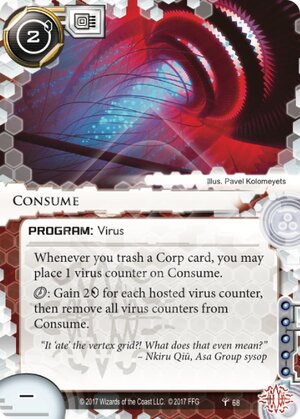 2
Illus. Pavel Kolomeyets
CONSUME
PROGRAM: Virus
Whenever you trash a Corp card, you may
place 1 virus counter on Consume.
: Gain 2 for each hosted virus counter,
then remove all virus counters from
Consume.
"It 'ate' the vertex grid?! What does that even mean?"
– Nkiru Qiü, Asa Group sysop
–
© 2017 Wizards of the Coast LLC. © 2017 FFG
68